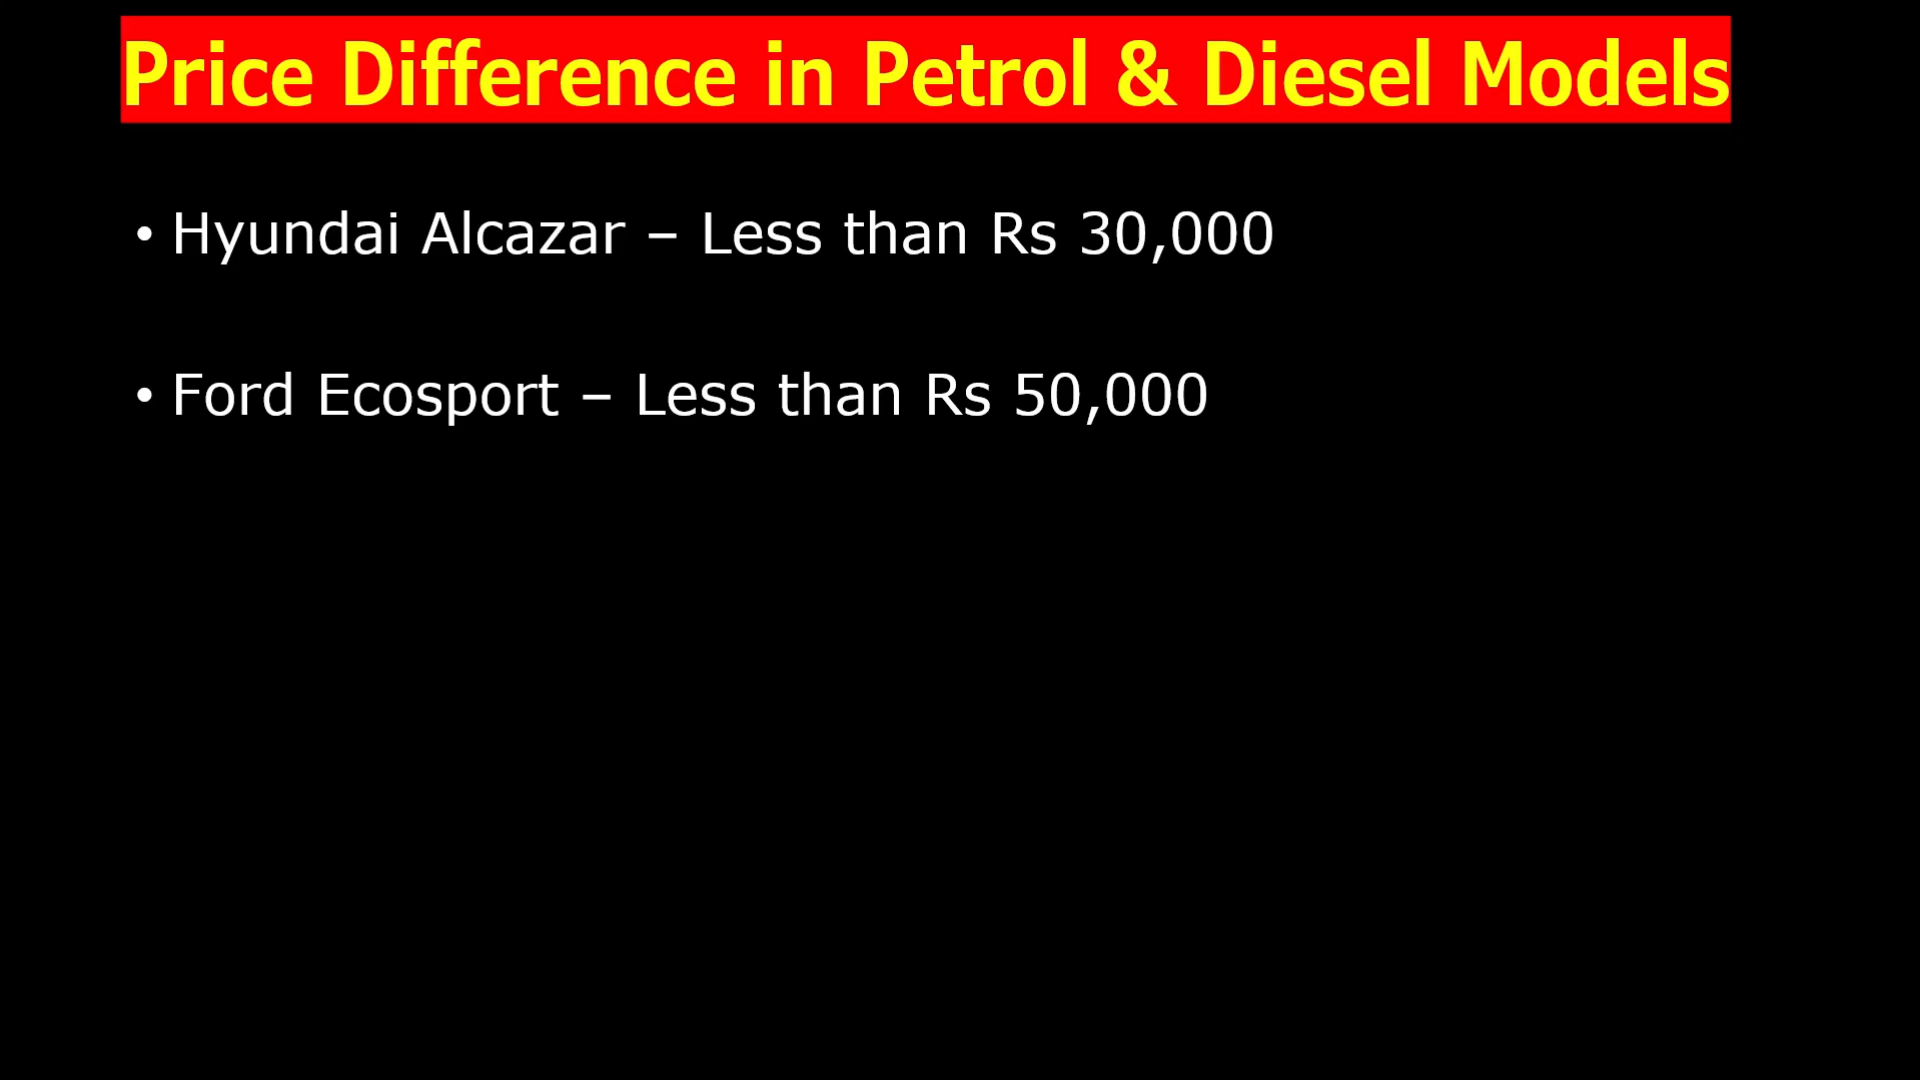 Price Difference in Petrol & Diesel Models
• Hyundai Alcazar – Less than Rs 30,000
• Ford Ecosport – Less than Rs 50,000